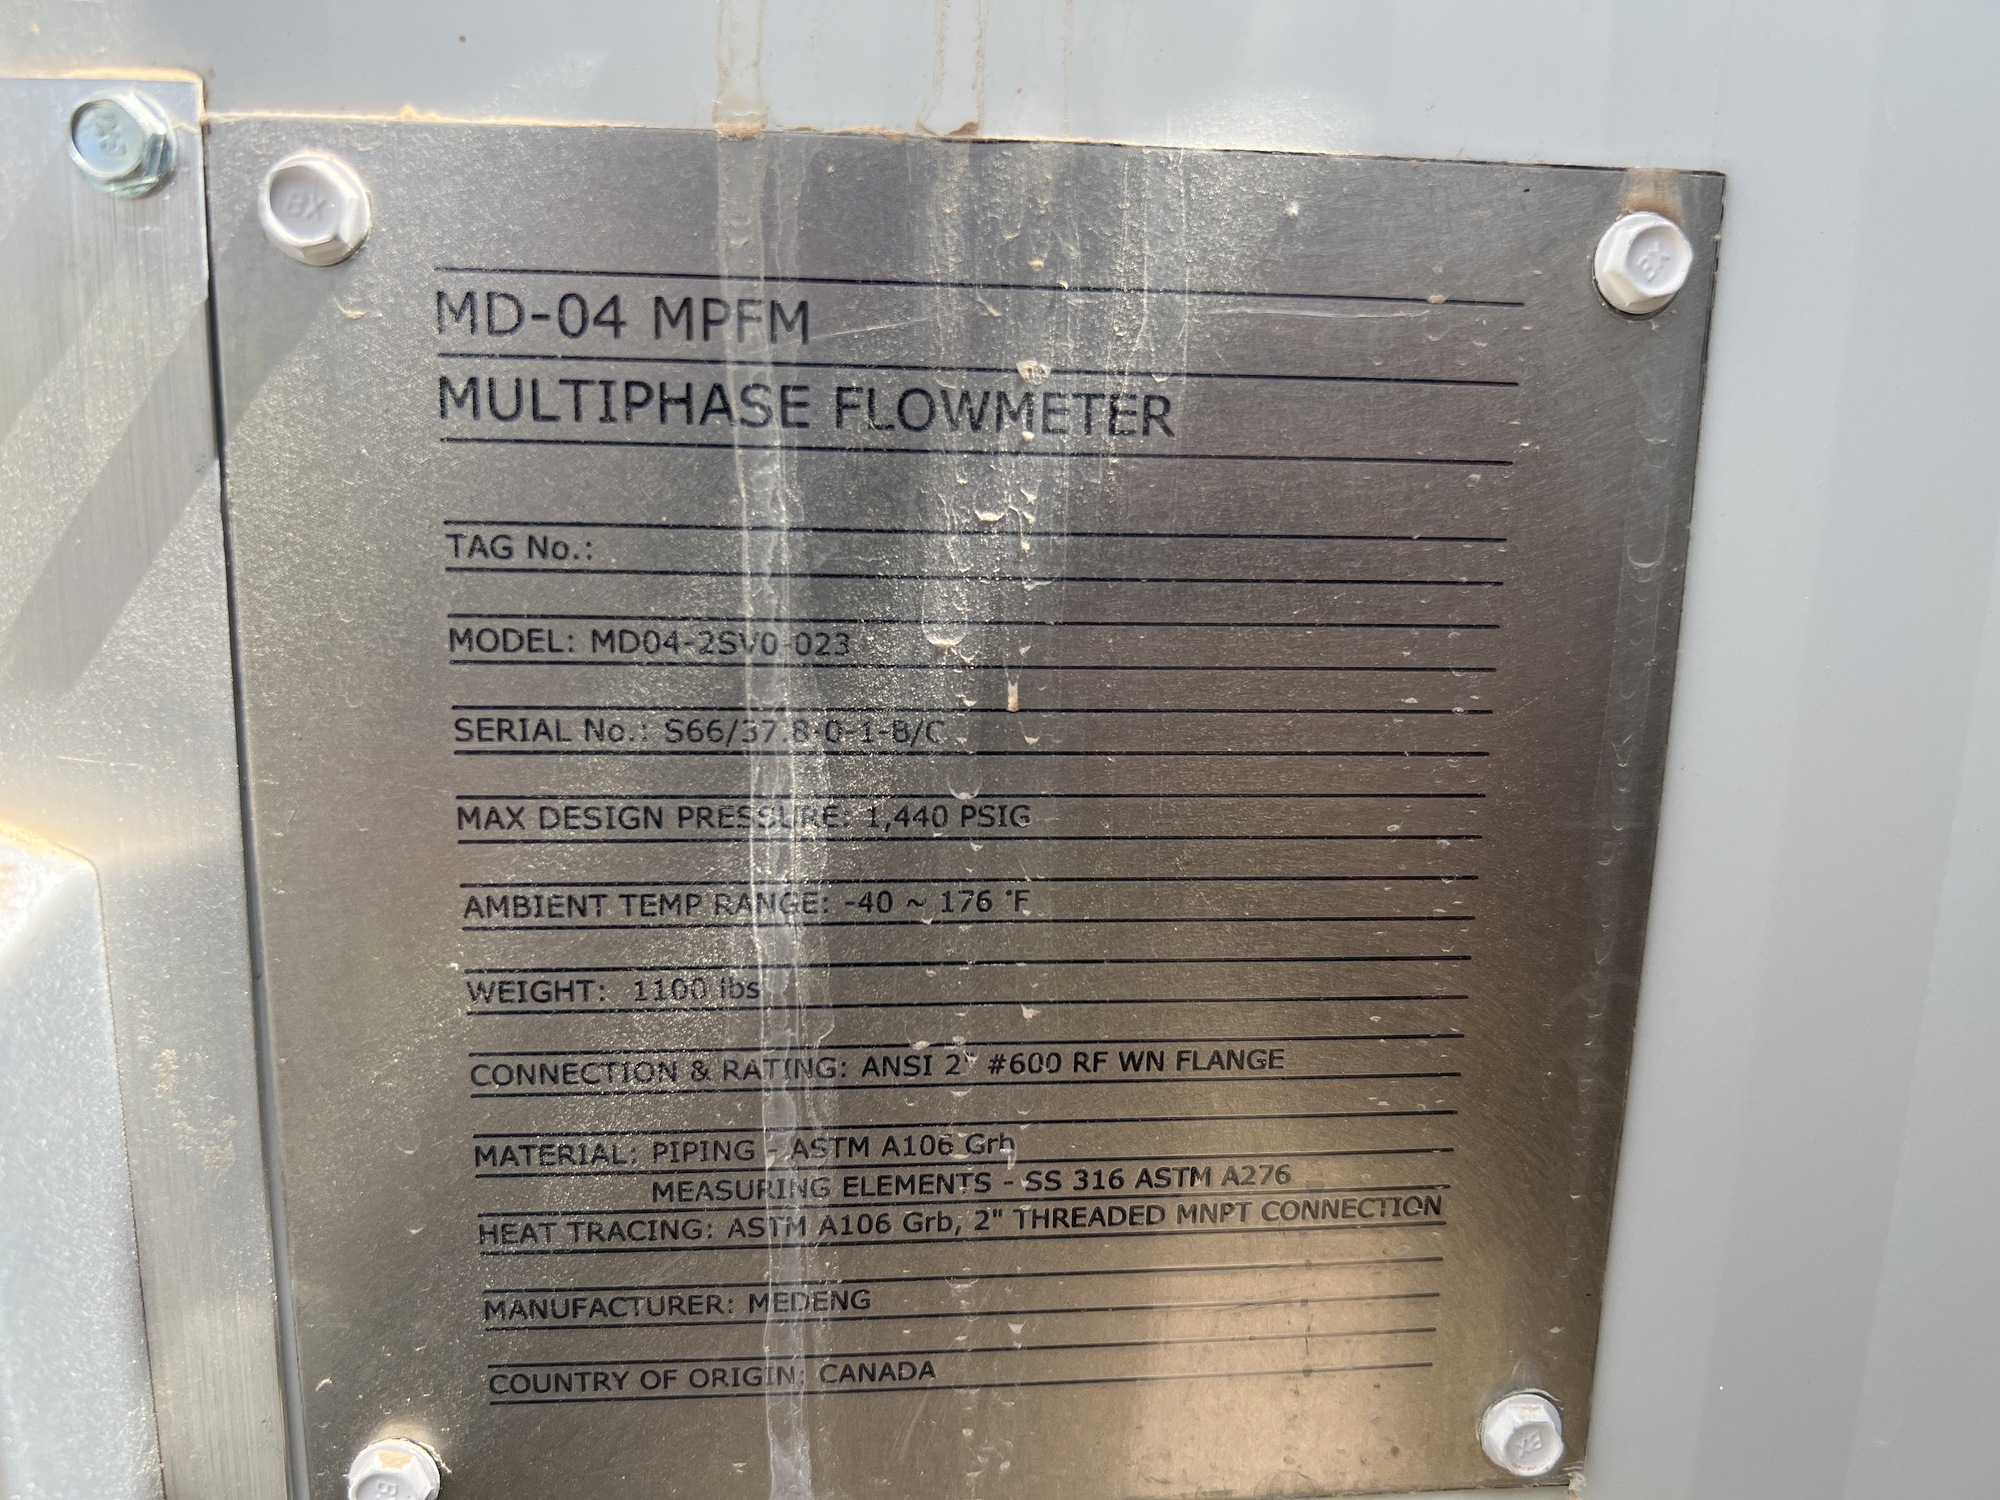 BX
BX
MD-04 MPFM
MULTIPHASE FLOWMETER
TAG No.:
MODEL: MD04-2SV0-023
SERIAL No.: S66/37.8-0-1-B/C
MAX DESIGN PRESSURE: 1,440 PSIG
AMBIENT TEMP RANGE: -40 ~ 176 °F
WEIGHT: 1100 lbs
CONNECTION & RATING: ANSI 2" #600 RF WN FLANGE
MATERIAL: PIPING - ASTM A106 Grb
MEASURING ELEMENTS - SS 316 ASTM A276
HEAT TRACING: ASTM A106 Grb, 2" THREADED MNPT CONNECTION
MANUFACTURER: MEDENG
COUNTRY OF ORIGIN: CANADA
BX